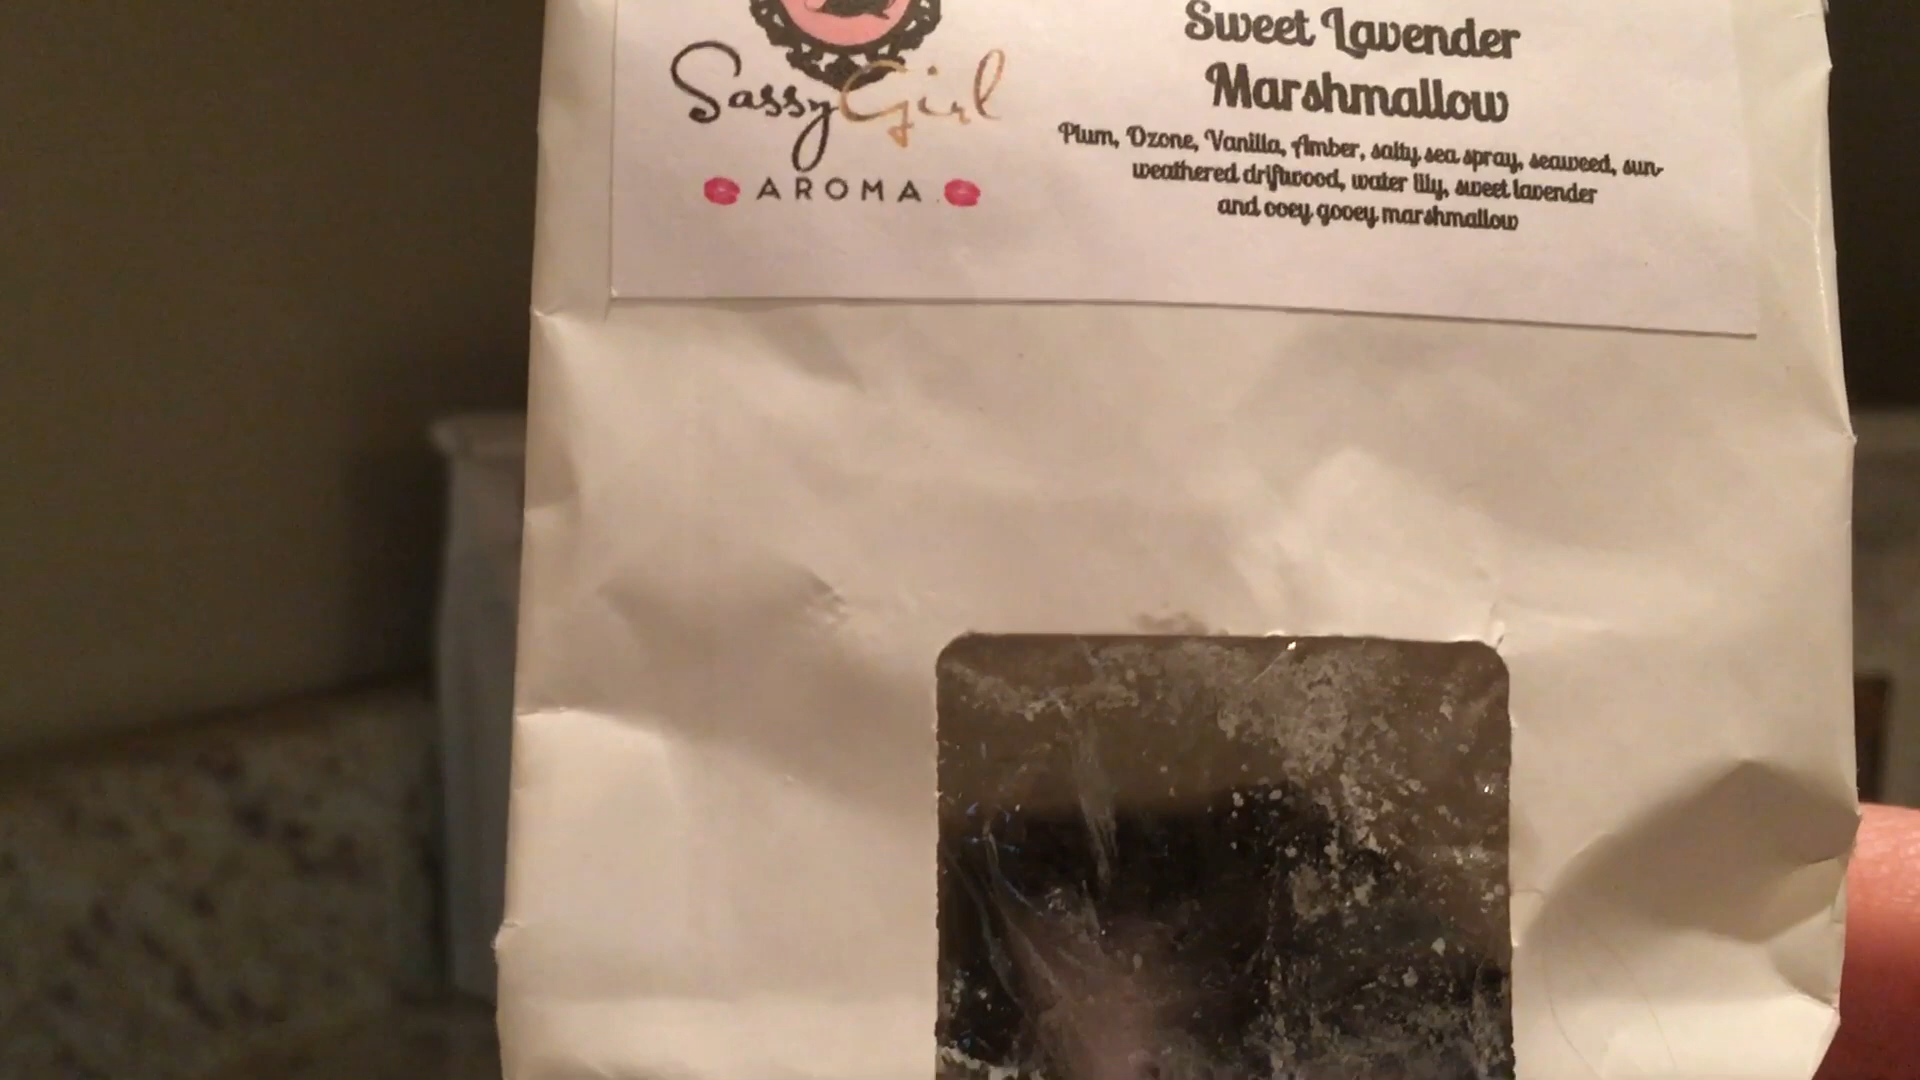 Sassy Girl
AROMA
Sweet Lavender
Marshmallow
Plum, Ozone, Vanilla, Amber, salty sea spray, seaweed, sun-
weathered driftwood, water lily, sweet lavender
and ooey gooey marshmallow